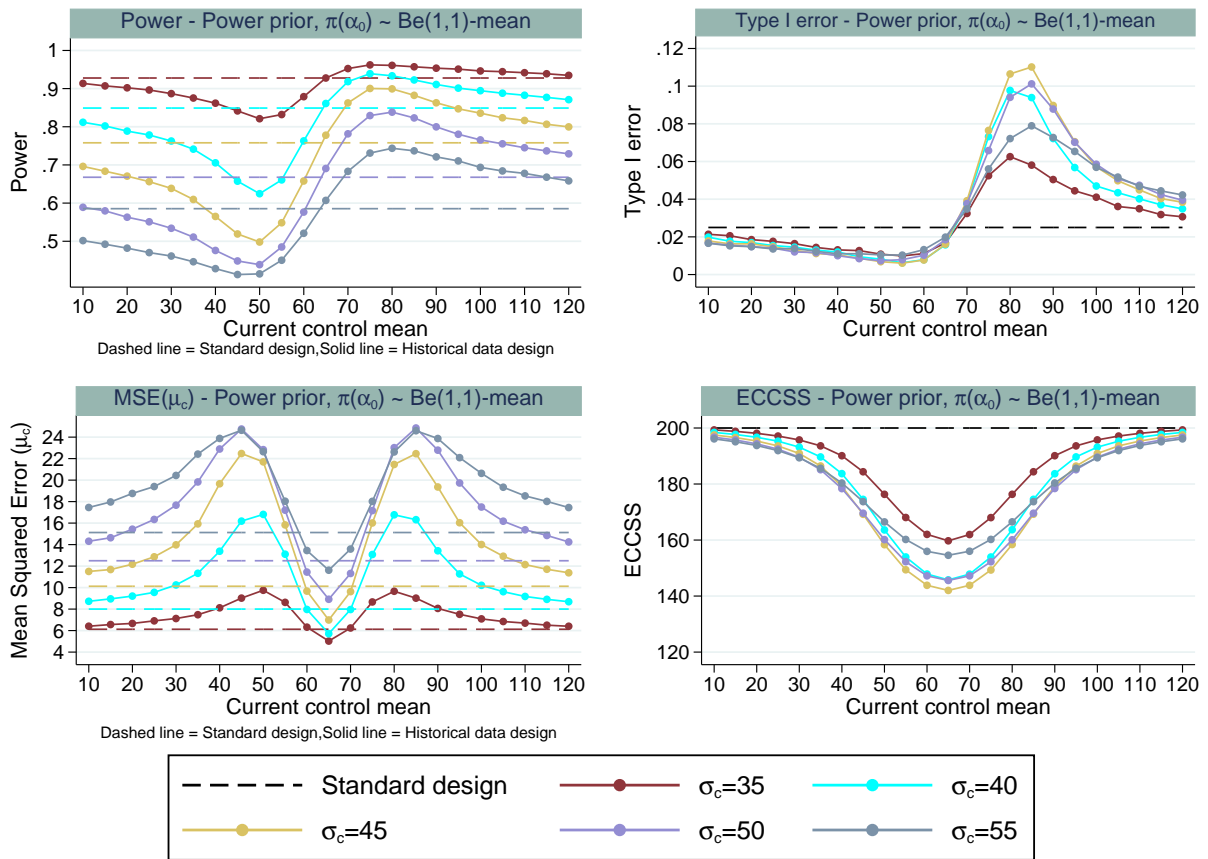 Power - Power prior, π(α₀) ~ Be(1,1)-mean
Power
1
.9
.8
.7
.6
.5
10 20 30 40 50 60 70 80 90 100 110 120
Current control mean
Dashed line = Standard design,Solid line = Historical data design
Type I error - Power prior, π(α₀) ~ Be(1,1)-mean
Type I error
.12
.1
.08
.06
.04
.02
0
10 20 30 40 50 60 70 80 90 100 110 120
Current control mean
MSE(μc) - Power prior, π(α₀) ~ Be(1,1)-mean
Mean Squared Error (μc)
24
22
20
18
16
14
12
10
8
6
4
10 20 30 40 50 60 70 80 90 100 110 120
Current control mean
Dashed line = Standard design,Solid line = Historical data design
ECCSS - Power prior, π(α₀) ~ Be(1,1)-mean
ECCSS
200
180
160
140
120
10 20 30 40 50 60 70 80 90 100 110 120
Current control mean
Standard design σc=35 σc=40
σc=45 σc=50 σc=55